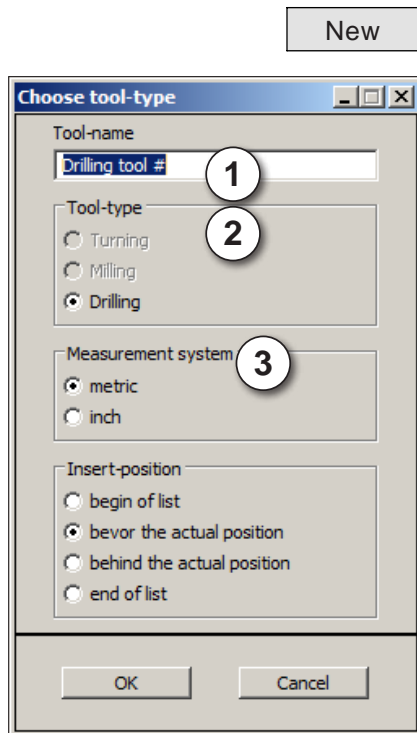 New
Choose tool-type
Tool-name
Drilling tool #
1
Tool-type
2
Turning
Milling
Drilling
Measurement system
3
metric
inch
Insert-position
begin of list
bevor the actual position
behind the actual position
end of list
OK Cancel